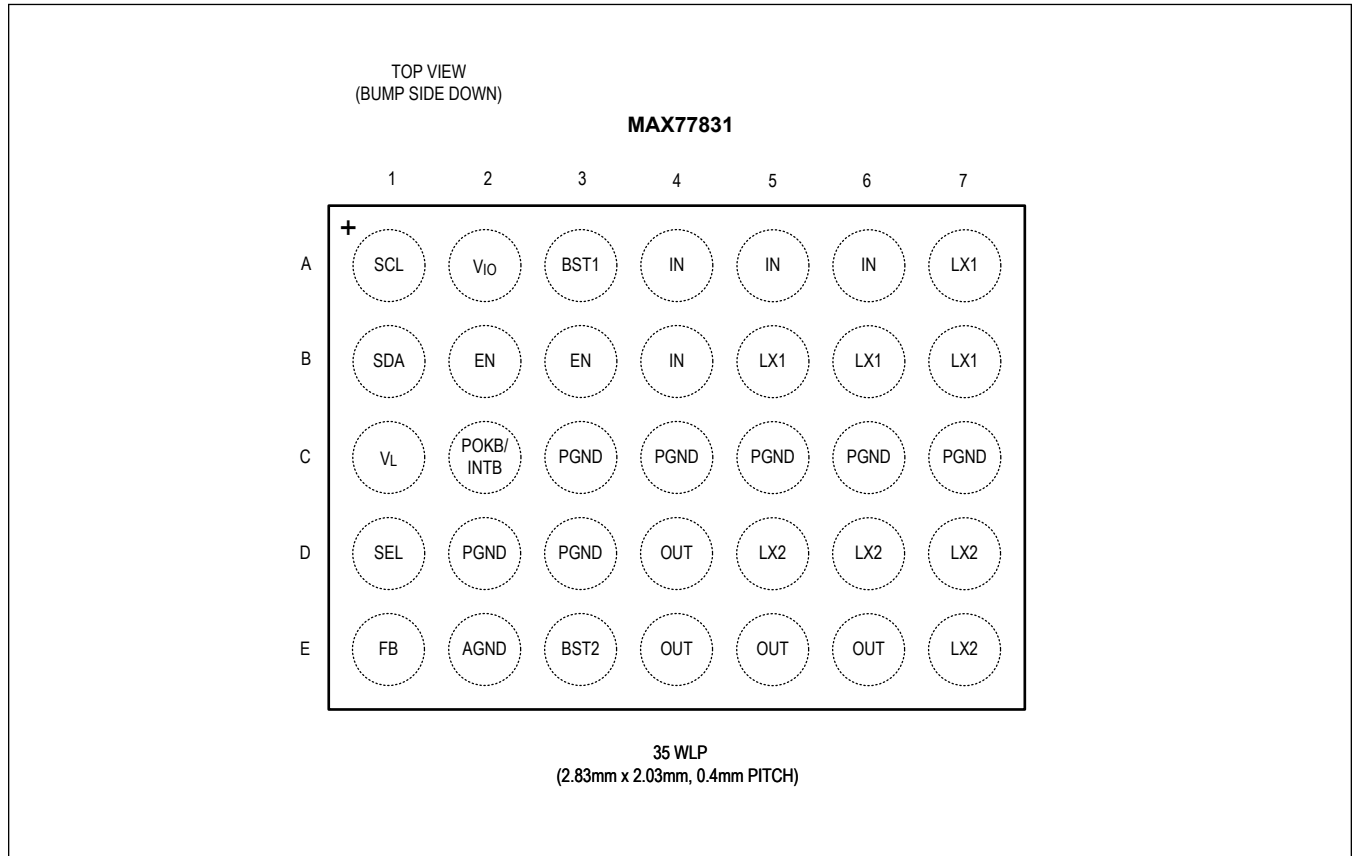 TOP VIEW
(BUMP SIDE DOWN)
MAX77831
1 2 3 4 5 6 7
+
A SCL VIO BST1 IN IN IN LX1
B SDA EN EN IN LX1 LX1 LX1
C VL POKB/
INTB PGND PGND PGND PGND PGND
D SEL PGND PGND OUT LX2 LX2 LX2
E FB AGND BST2 OUT OUT OUT LX2
35 WLP
(2.83mm x 2.03mm, 0.4mm PITCH)